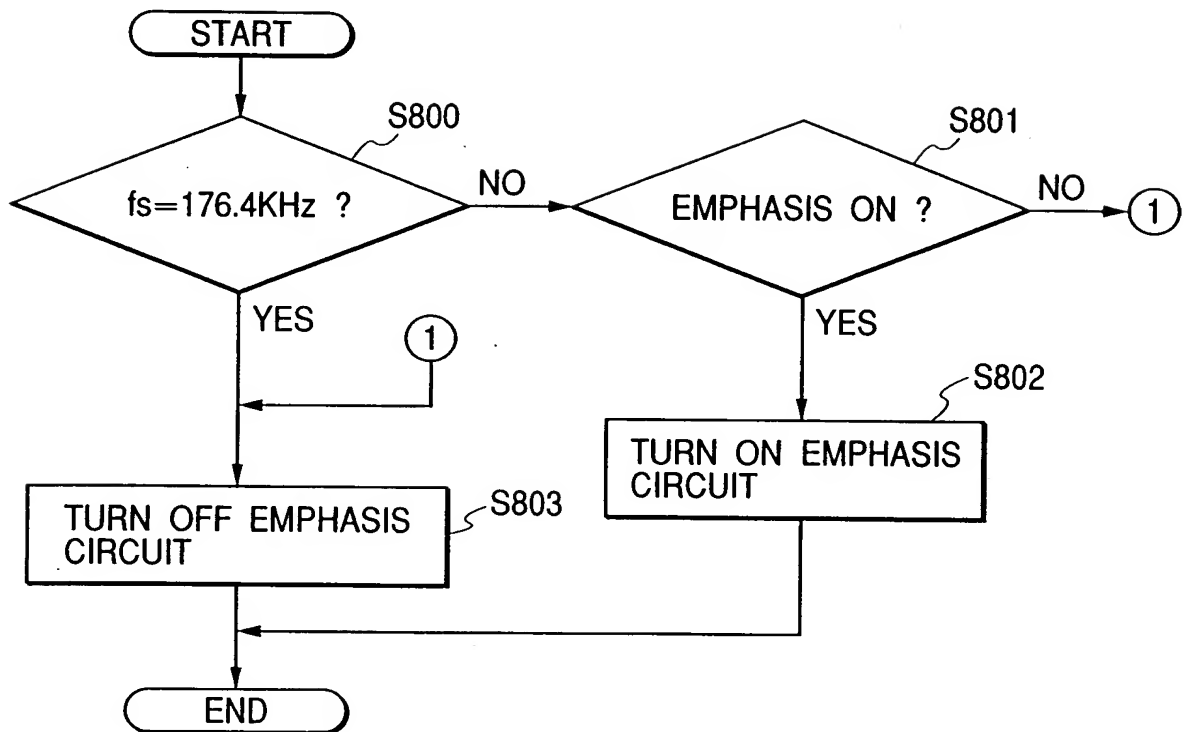 START
S800
fs=176.4KHz ?
NO
YES
S801
EMPHASIS ON ?
NO
1
YES
1
S802
TURN ON EMPHASIS
CIRCUIT
S803
TURN OFF EMPHASIS
CIRCUIT
END